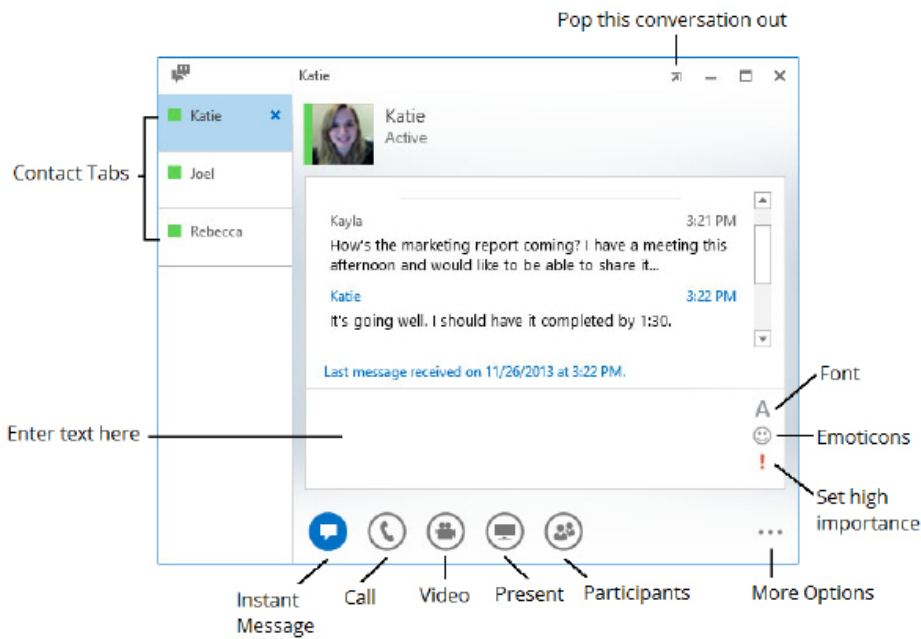 Pop this conversation out
Katie
Katie
Katie
Active
Contact Tabs
Joel
Rebecca
Kayla 3:21 PM
How's the marketing report coming? I have a meeting this
afternoon and would like to be able to share it...
Katie 3:22 PM
It's going well. I should have it completed by 1:30.
Last message received on 11/26/2013 at 3:22 PM.
Font
A
Enter text here
Emoticons
!
Set high
importance
Instant
Message
Call
Video
Present
Participants
More Options